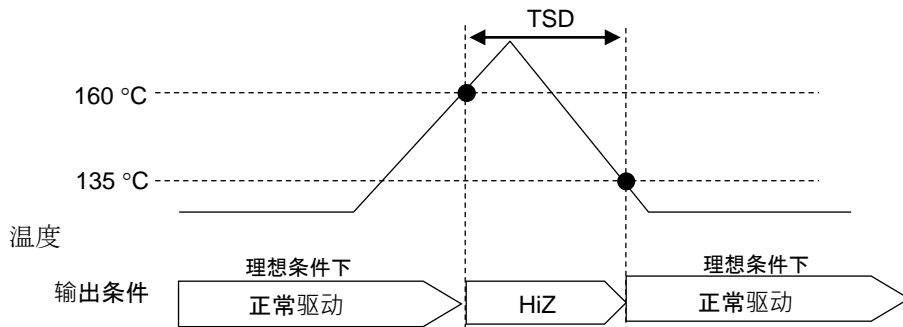 TSD
160 °C
135 °C
温度
输出条件
理想条件下
正常驱动
HiZ
理想条件下
正常驱动